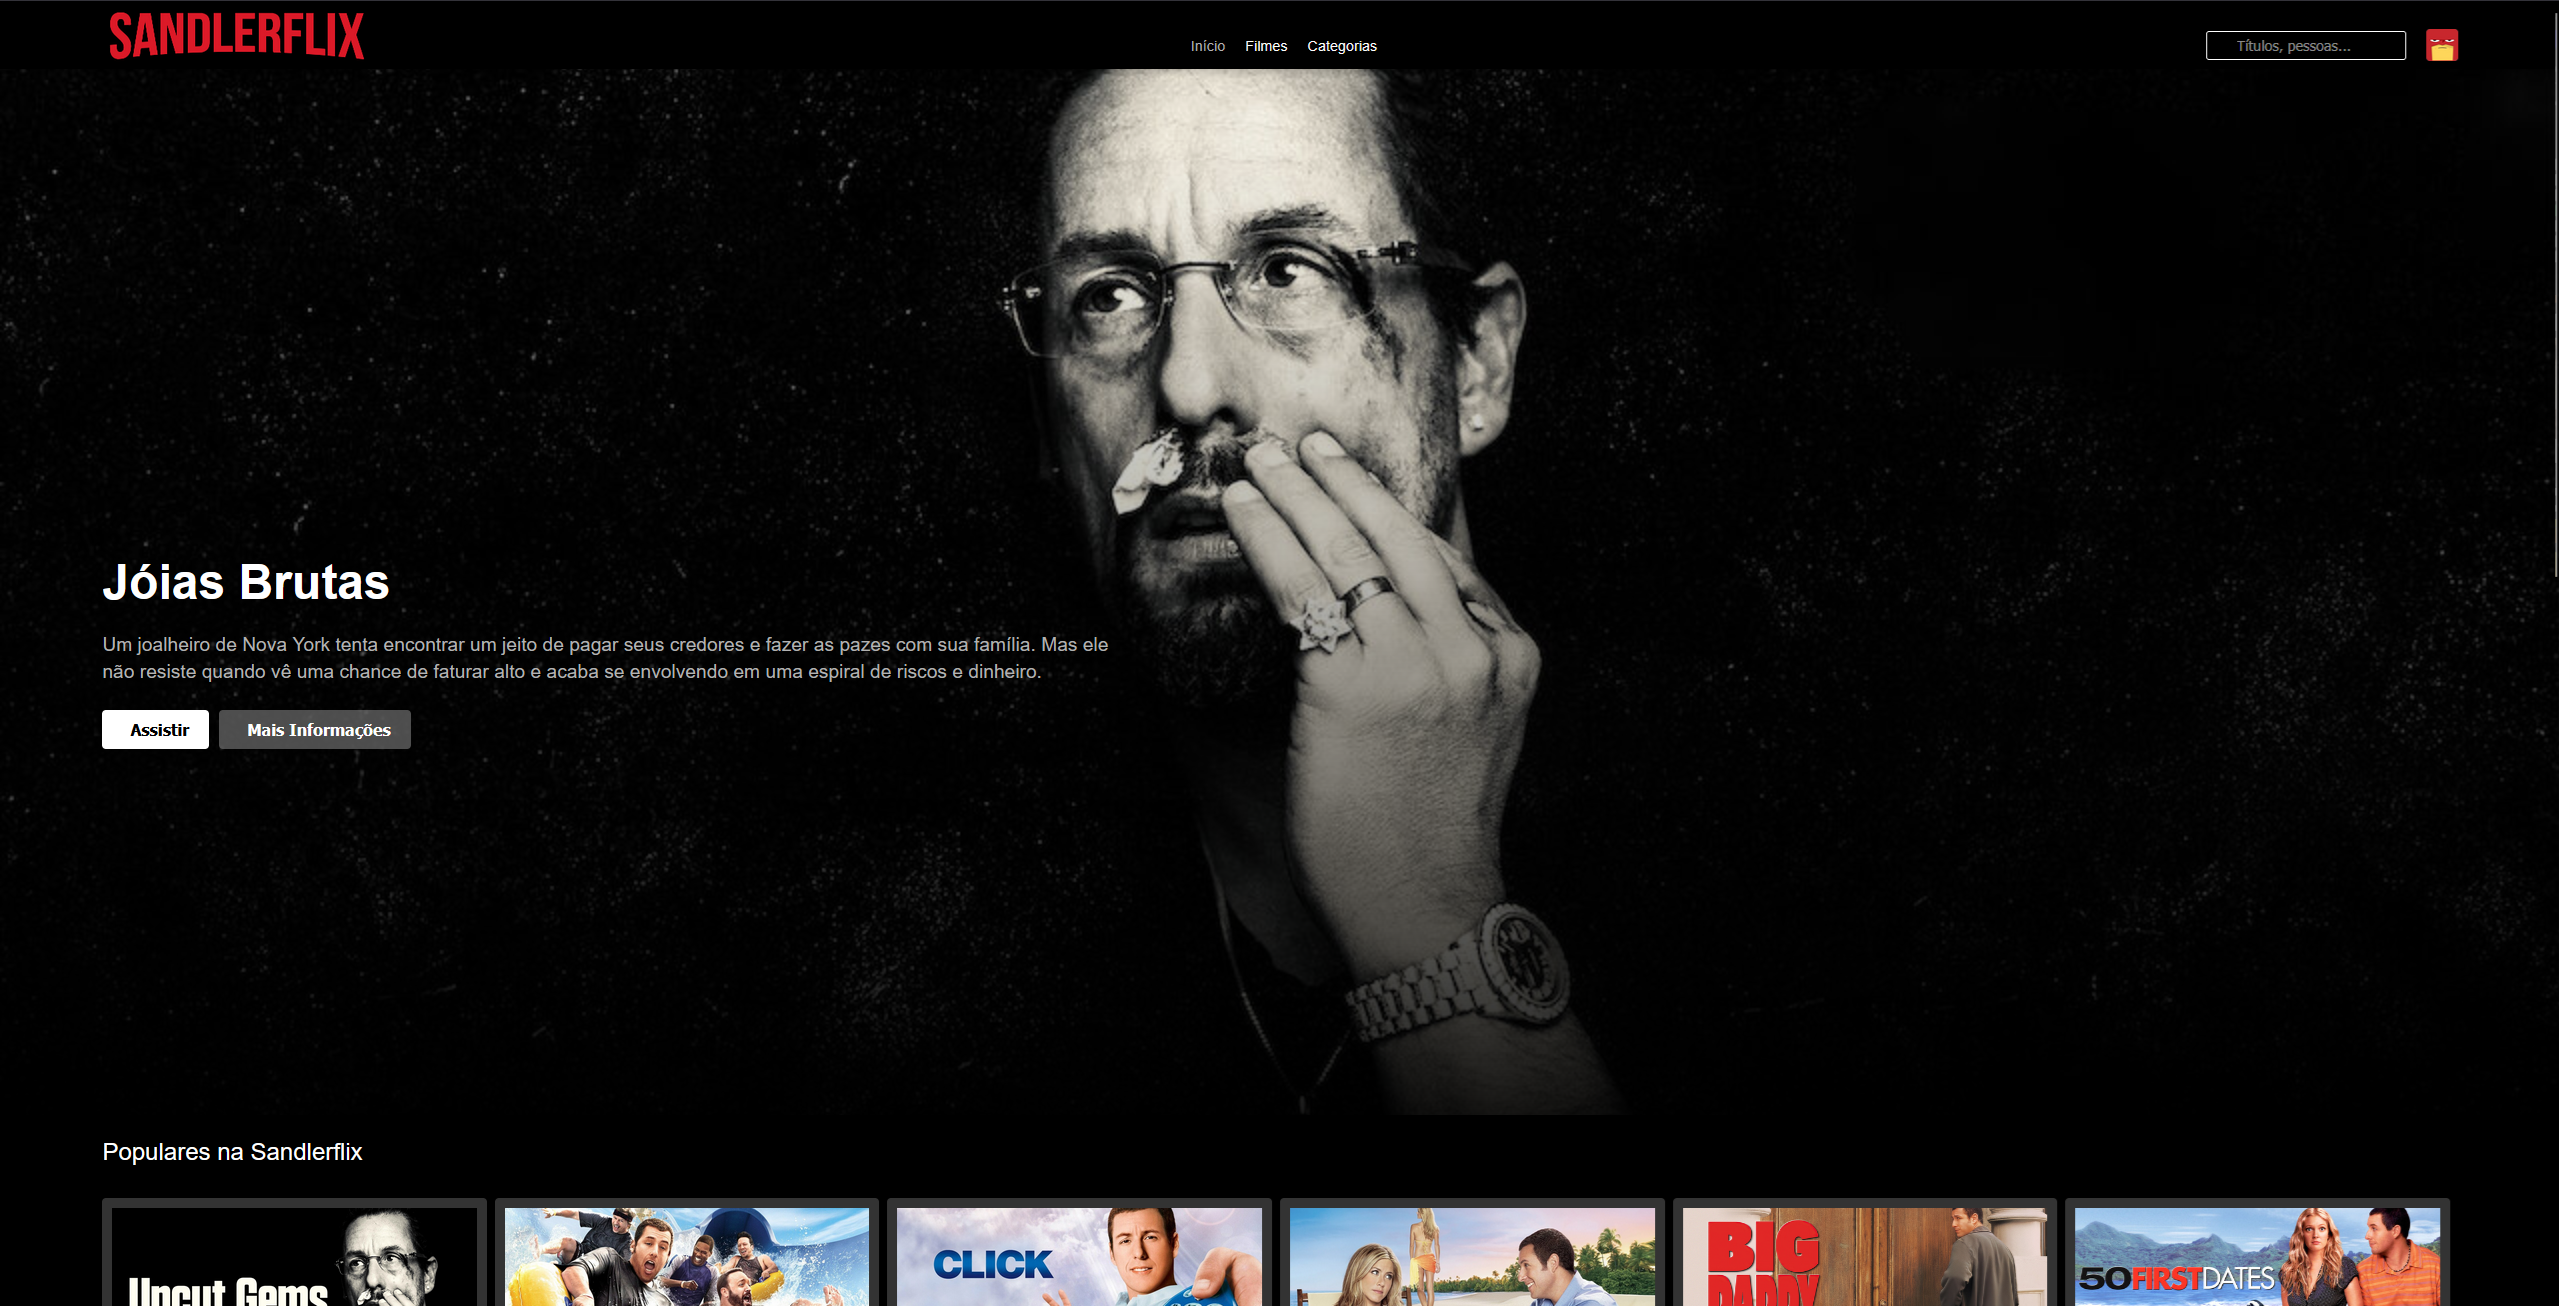 SANDLERFLIX
Início Filmes Categorias
Títulos, pessoas...
Jóias Brutas
Um joalheiro de Nova York tenta encontrar um jeito de pagar seus credores e fazer as pazes com sua família. Mas ele
não resiste quando vê uma chance de faturar alto e acaba se envolvendo em uma espiral de riscos e dinheiro.
Assistir Mais Informações
Populares na Sandlerflix
Uncut Gems
CLICK
BIG
DADDY
50FIRSTDATES